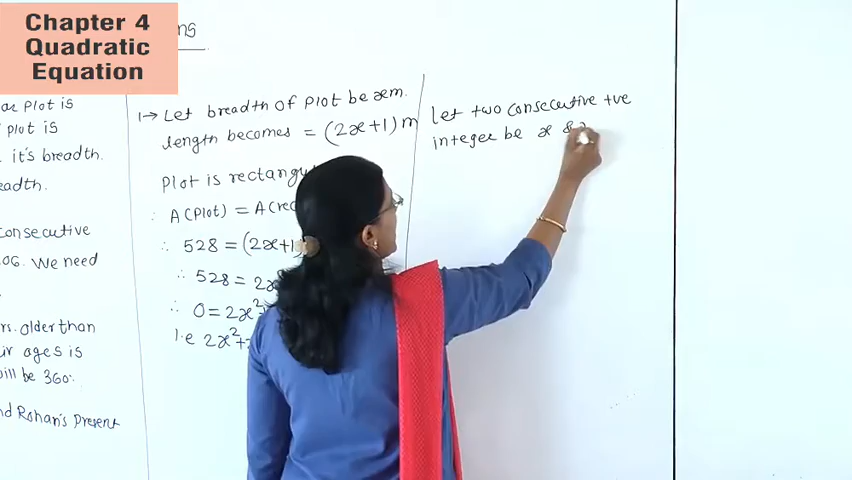 Chapter 4
Quadratic
Equation
ns
Plot is
plot is
it's breadth.
eadth.
consecutive
06. We need
rs. older than
ir ages is
will be 360.
nd Rohan's Present
1→ Let breadth of Plot be xm.
length becomes = (2x+1) m
Plot is rectangu
∴ A(Plot) = A(rec
∴ 528 = (2x+1
∴ 528 = 2x
∴ 0 = 2x²
i.e 2x²+
Let two consecutive +ve
integer be x &